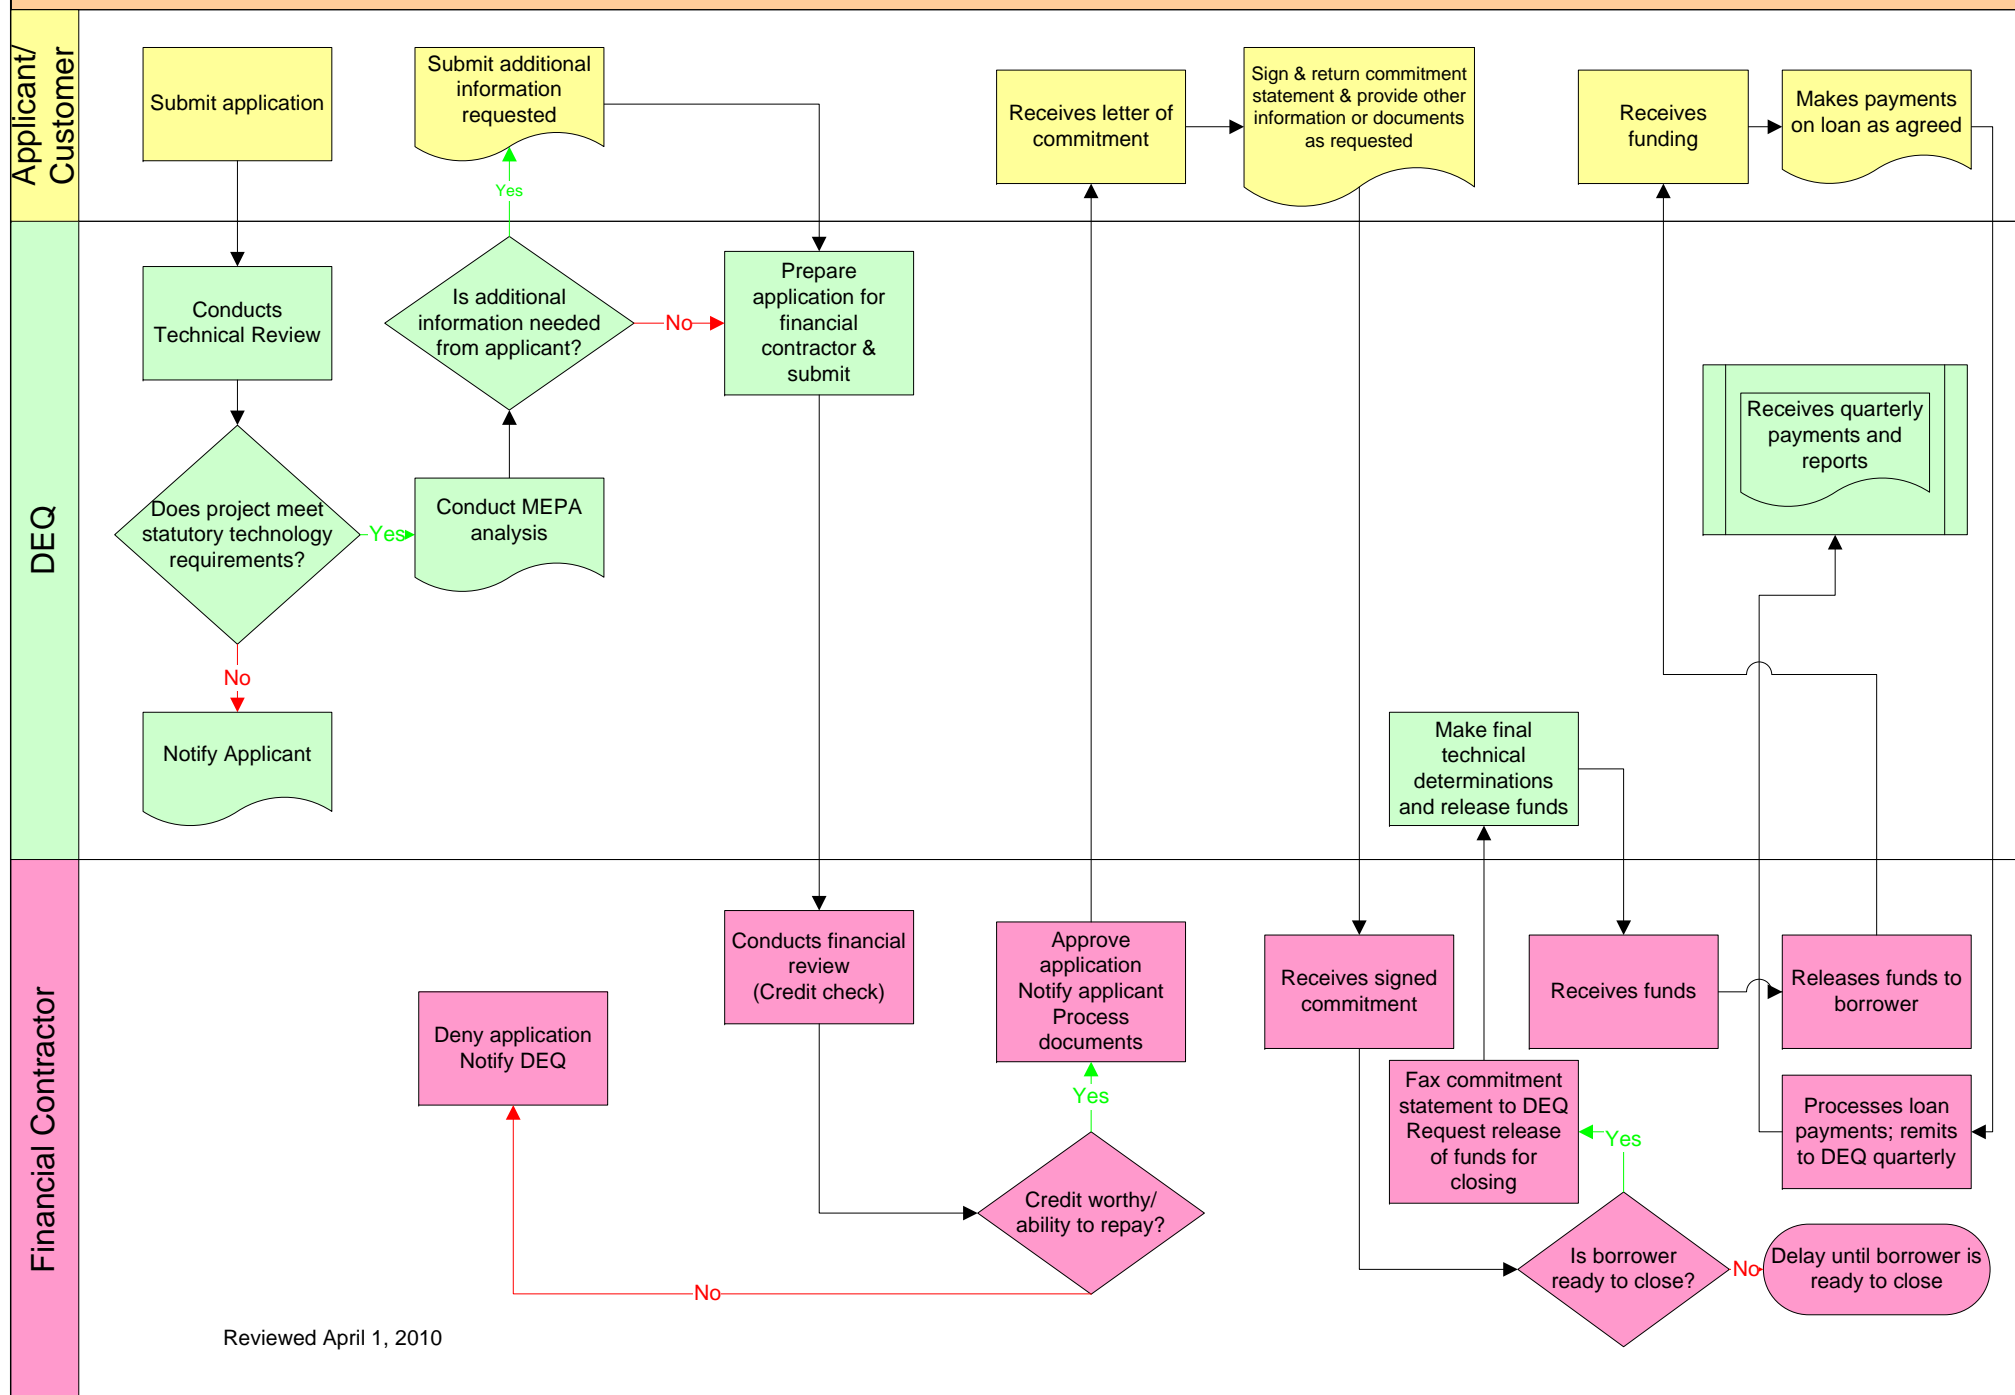 Applicant/
Customer
Submit application
Submit additional
information
requested
Yes
Receives letter of
commitment
Sign & return commitment
statement & provide other
information or documents
as requested
Receives
funding
Makes payments
on loan as agreed
DEQ
Conducts
Technical Review
Is additional
information needed
from applicant?
No
Prepare
application for
financial
contractor &
submit
Does project meet
statutory technology
requirements?
Yes
Conduct MEPA
analysis
No
Notify Applicant
Receives quarterly
payments and
reports
Make final
technical
determinations
and release funds
Financial Contractor
Deny application
Notify DEQ
Conducts financial
review
(Credit check)
Approve
application
Notify applicant
Process
documents
Yes
Credit worthy/
ability to repay?
No
Receives signed
commitment
Receives funds
Releases funds to
borrower
Fax commitment
statement to DEQ
Request release
of funds for
closing
Yes
Processes loan
payments; remits
to DEQ quarterly
Is borrower
ready to close?
No
Delay until borrower is
ready to close
Reviewed April 1, 2010